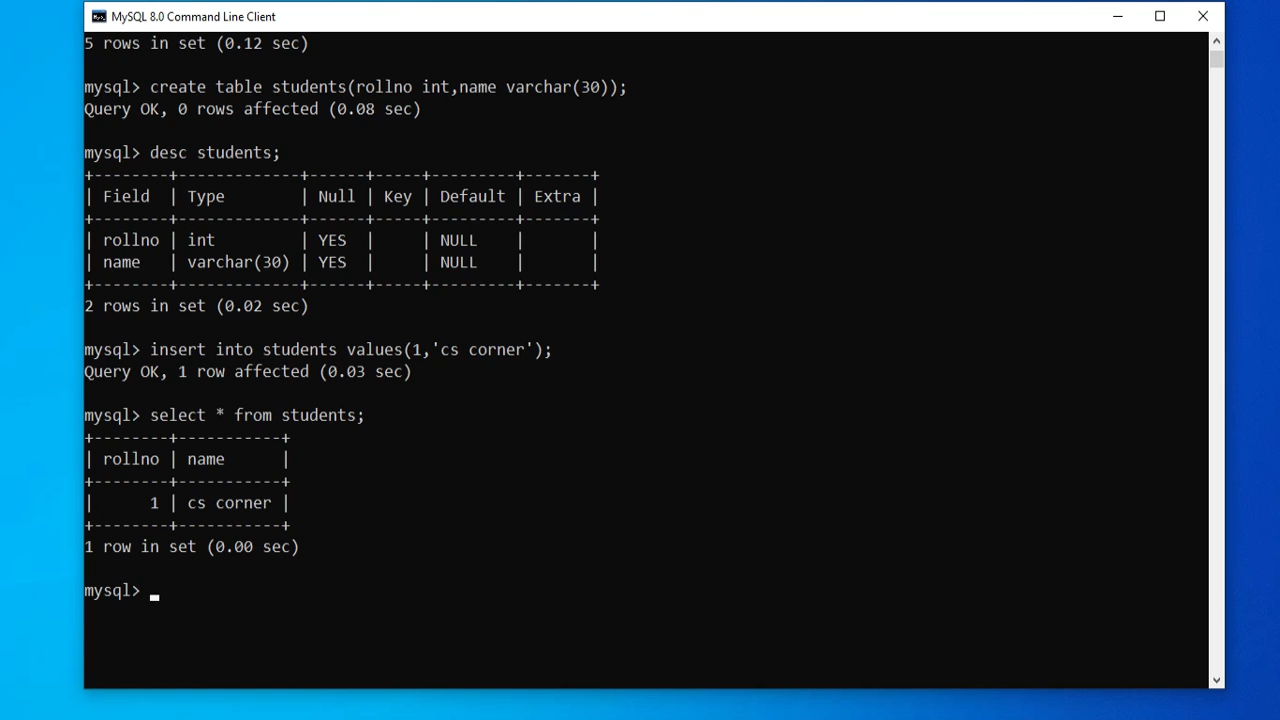 MySQL 8.0 Command Line Client
5 rows in set (0.12 sec)
mysql> create table students(rollno int,name varchar(30));
Query OK, 0 rows affected (0.08 sec)
mysql> desc students;
+--------+-------------+------+-----+---------+-------+
| Field  | Type        | Null | Key | Default | Extra |
+--------+-------------+------+-----+---------+-------+
| rollno | int         | YES  |     | NULL    |       |
| name   | varchar(30) | YES  |     | NULL    |       |
+--------+-------------+------+-----+---------+-------+
2 rows in set (0.02 sec)
mysql> insert into students values(1,'cs corner');
Query OK, 1 row affected (0.03 sec)
mysql> select * from students;
+--------+-----------+
| rollno | name      |
+--------+-----------+
|      1 | cs corner |
+--------+-----------+
1 row in set (0.00 sec)
mysql>